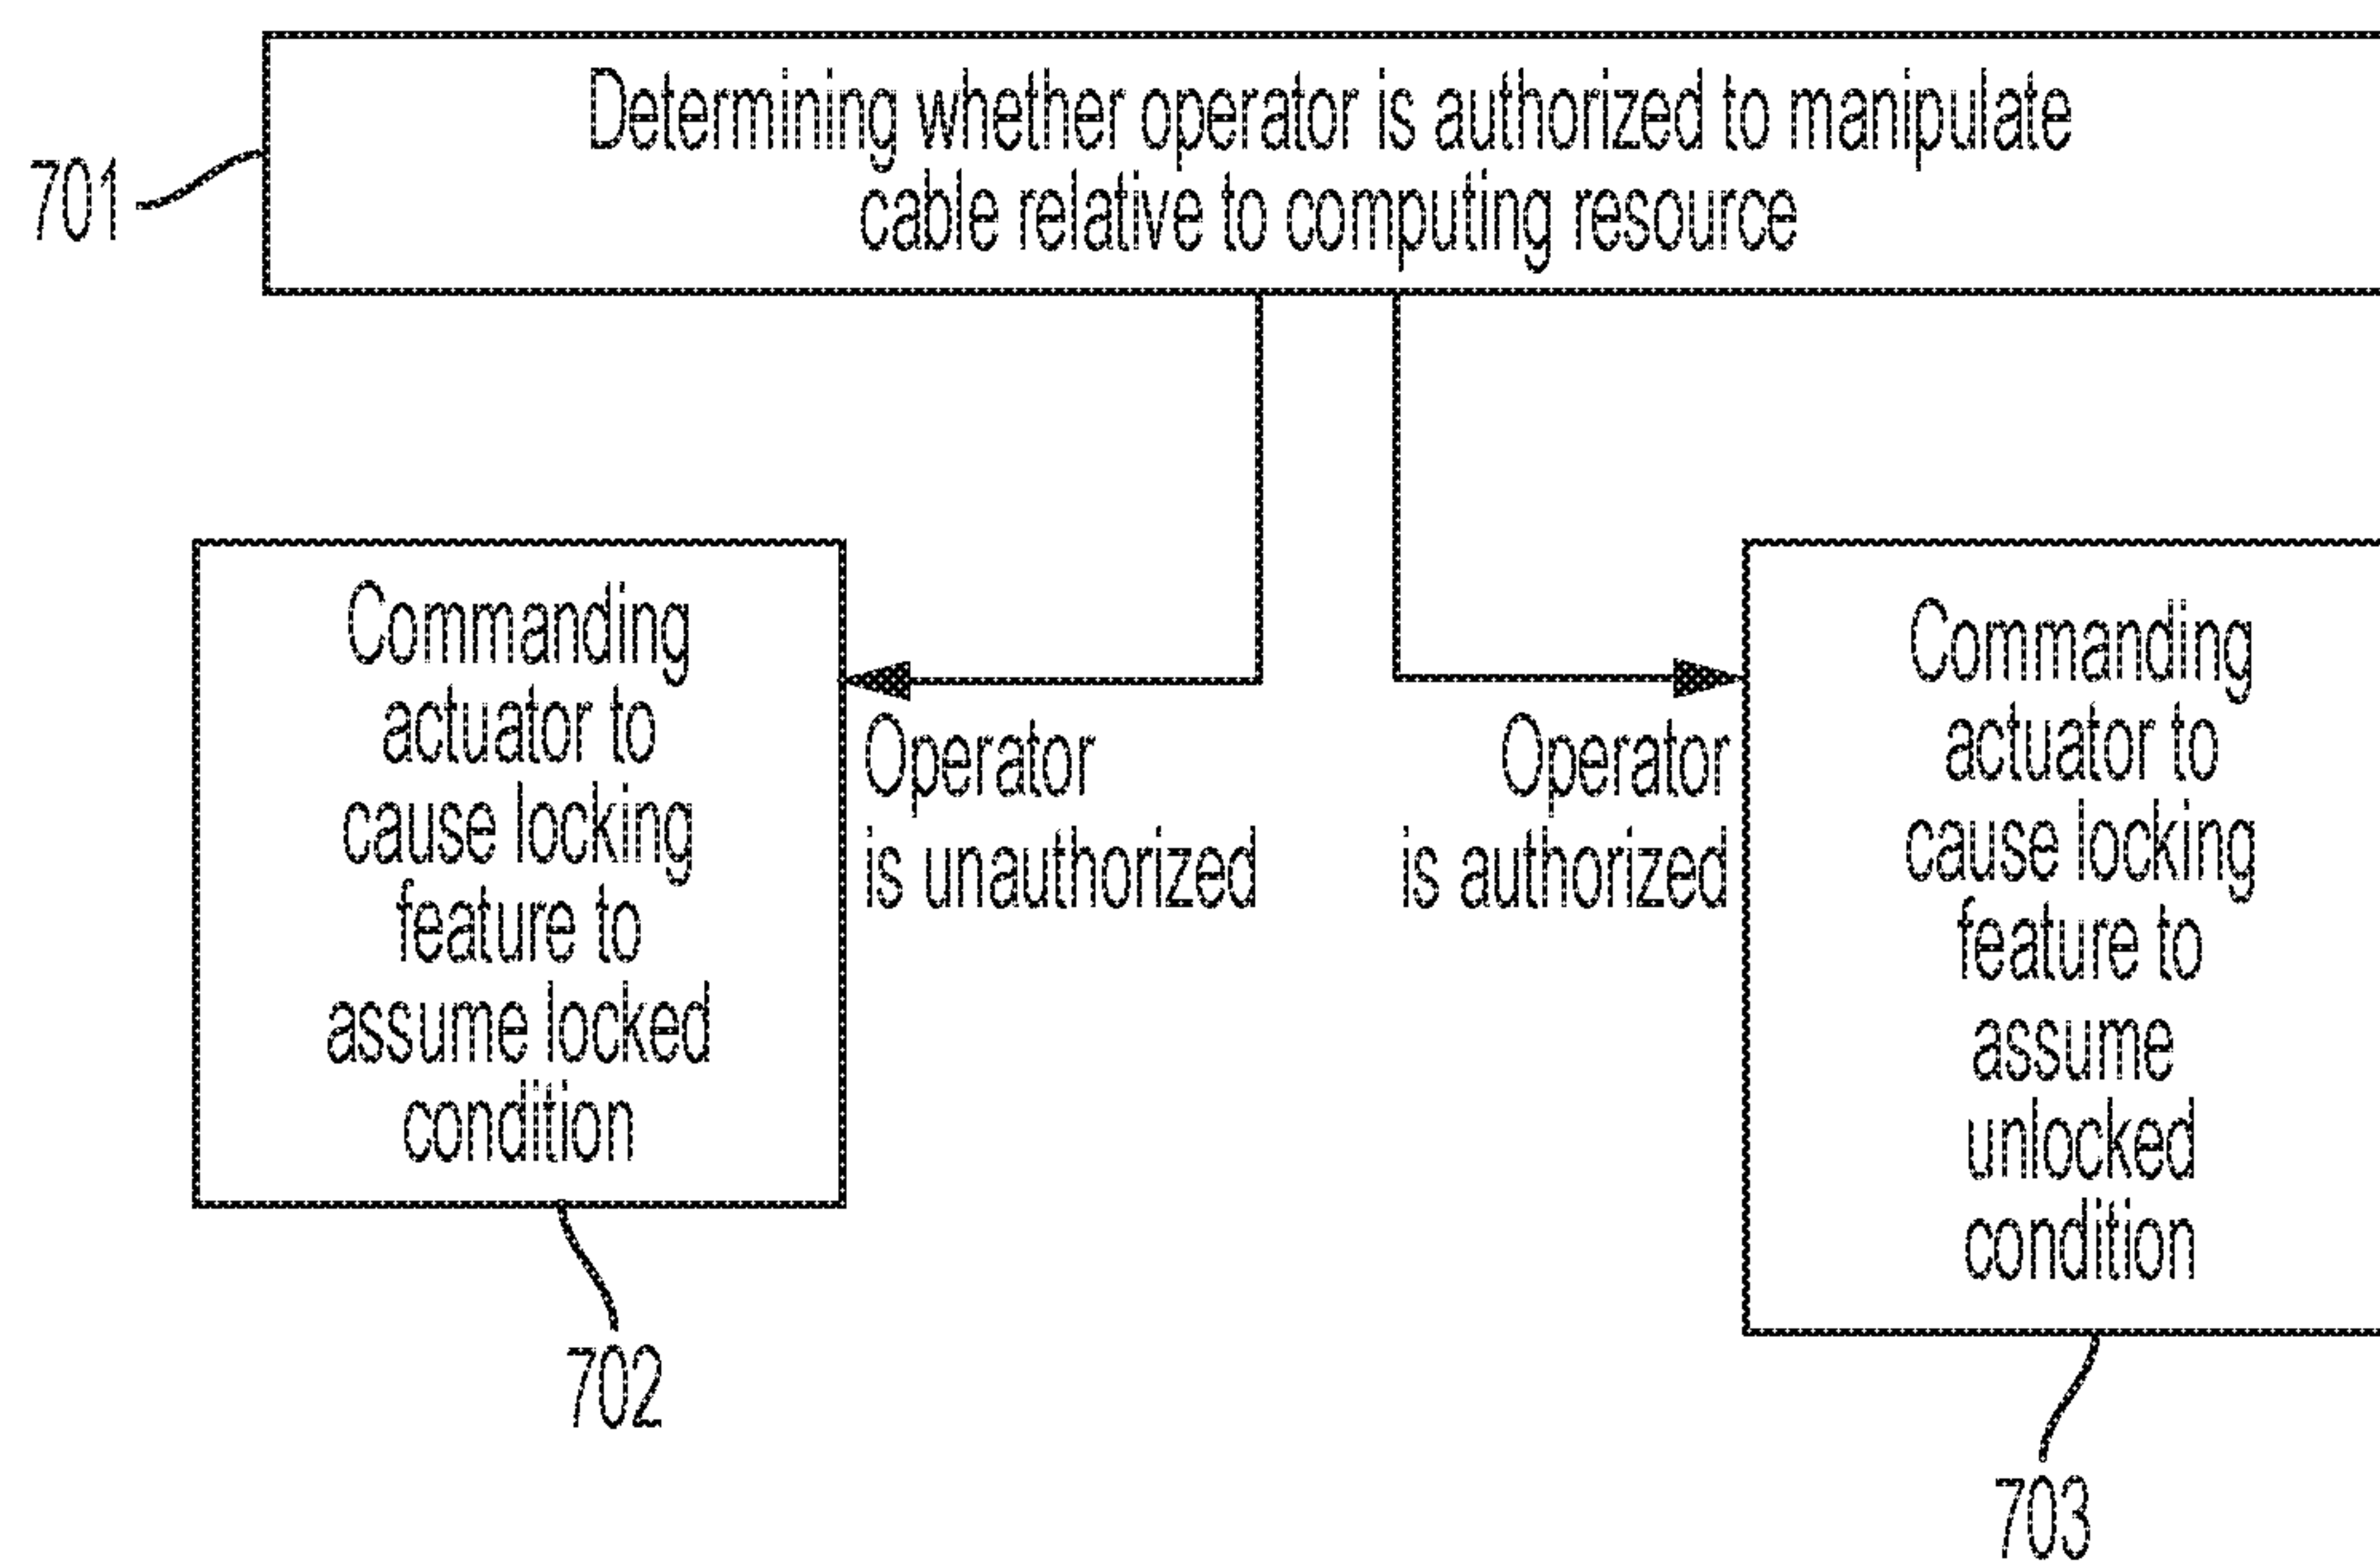 Determining whether operator is authorized to manipulate
cable relative to computing resource
701
Commanding
actuator to
cause locking
feature to
assume locked
condition
Operator
is unauthorized
Operator
is authorized
Commanding
actuator to
cause locking
feature to
assume
unlocked
condition
702
703